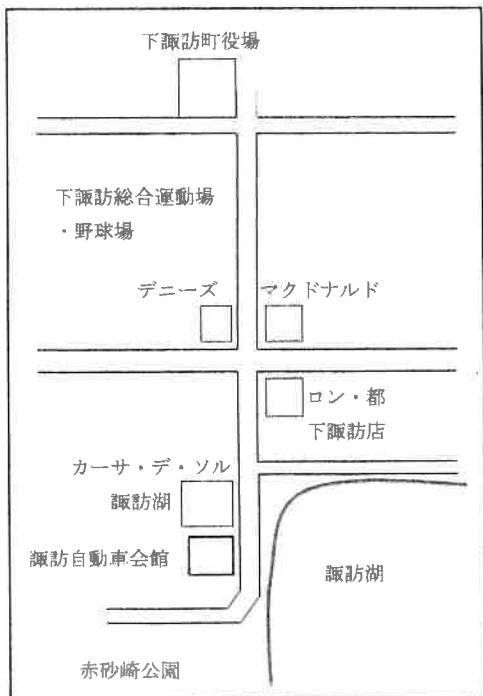 下諏訪町役場
下諏訪総合運動場
・野球場
デニーズ
マクドナルド
ロン・都
下諏訪店
カーサ・デ・ソル
諏訪湖
諏訪自動車会館
諏訪湖
赤砂崎公園